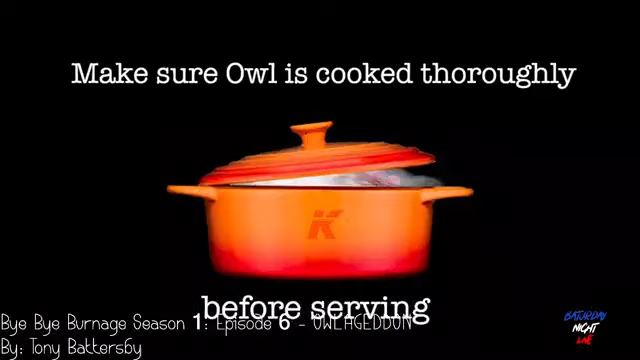 Make sure Owl is cooked thoroughly
K
before serving
Bye Bye Burnage Season 1: Episode 6 - OWLAGEDDON
By: Tony Battersby
BATURDAY
NIGHT
LIVE